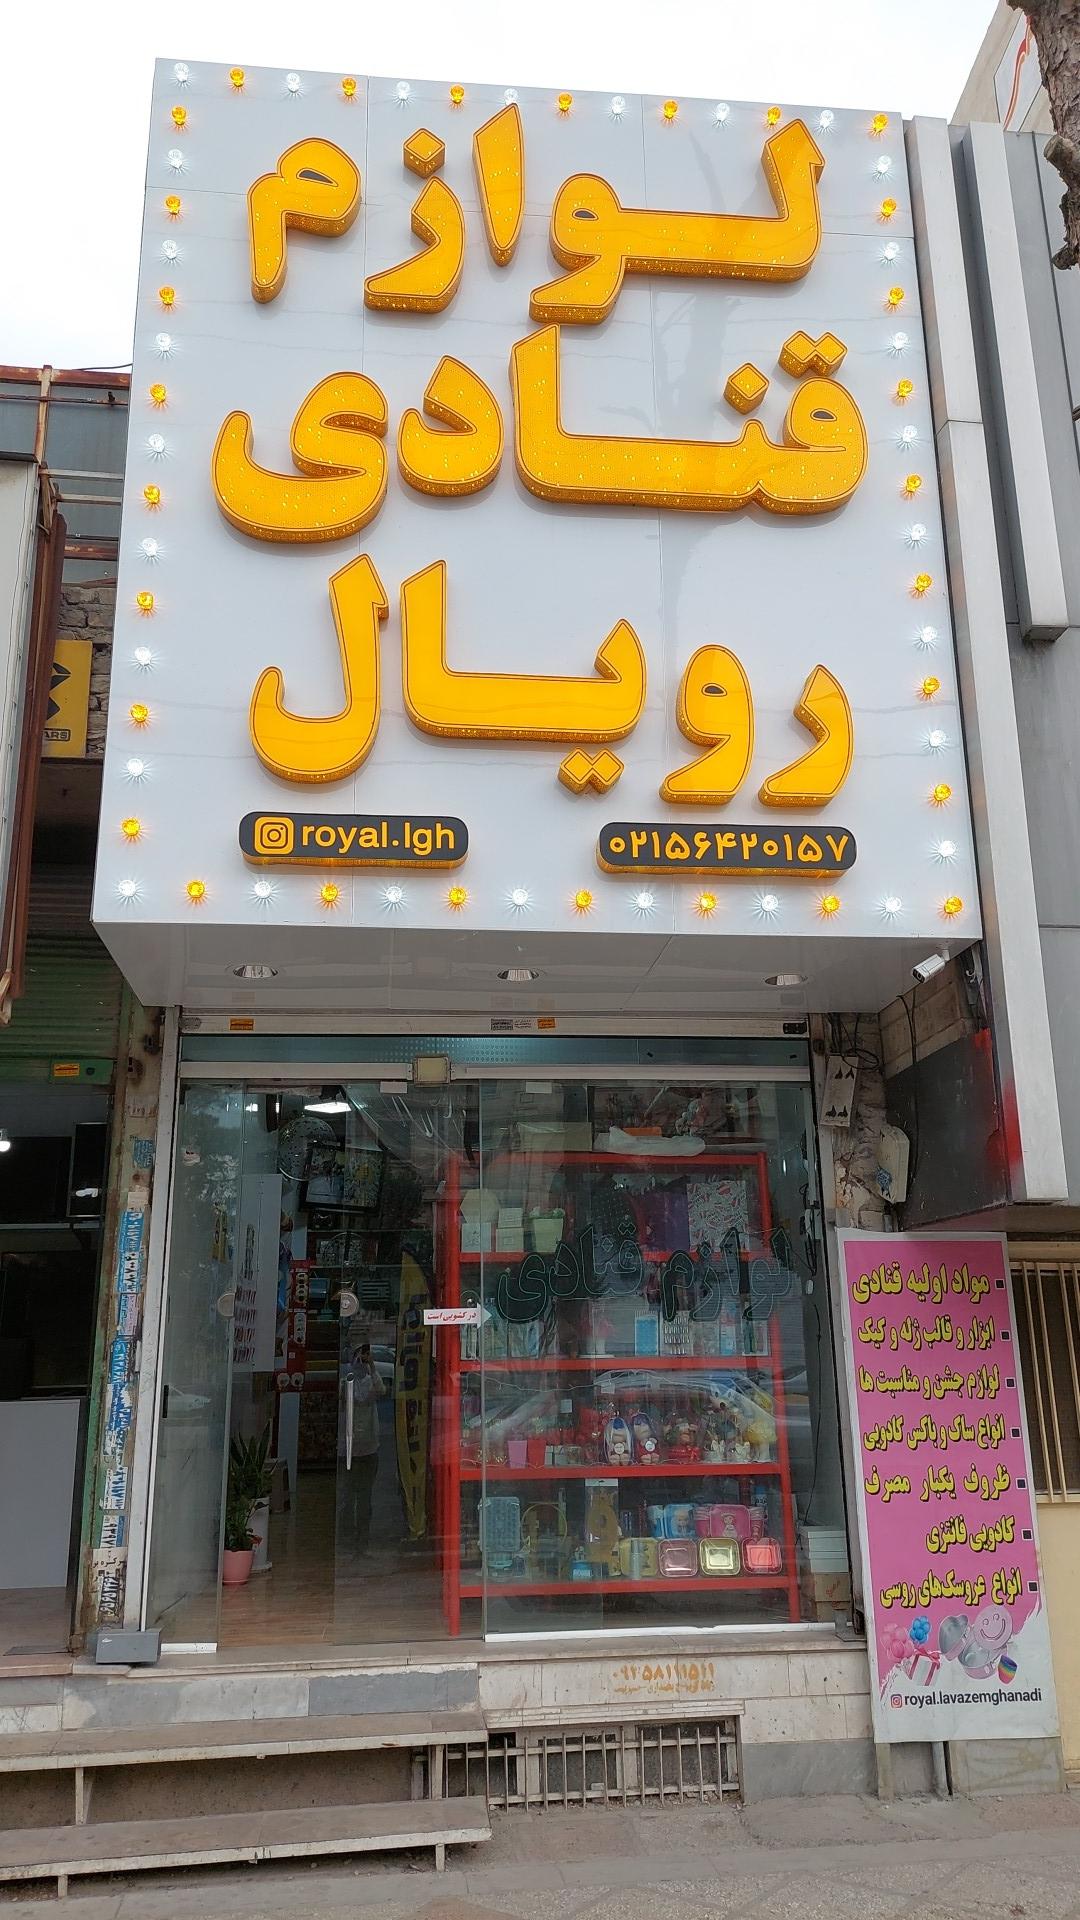 لوازم
قنادی
رویال
royal.lgh
۰۲۱۵۶۴۲۰۱۵۷
لوازم قنادی
در کشویی است
مواد اولیه قنادی
ابزار و قالب ژله و کیک
لوازم جشن و مناسبت ها
انواع ساک و باکس کادویی
ظروف یکبار مصرف
کادویی فانتزی
انواع عروسک‌های روسی
royal.lavazemghanadi